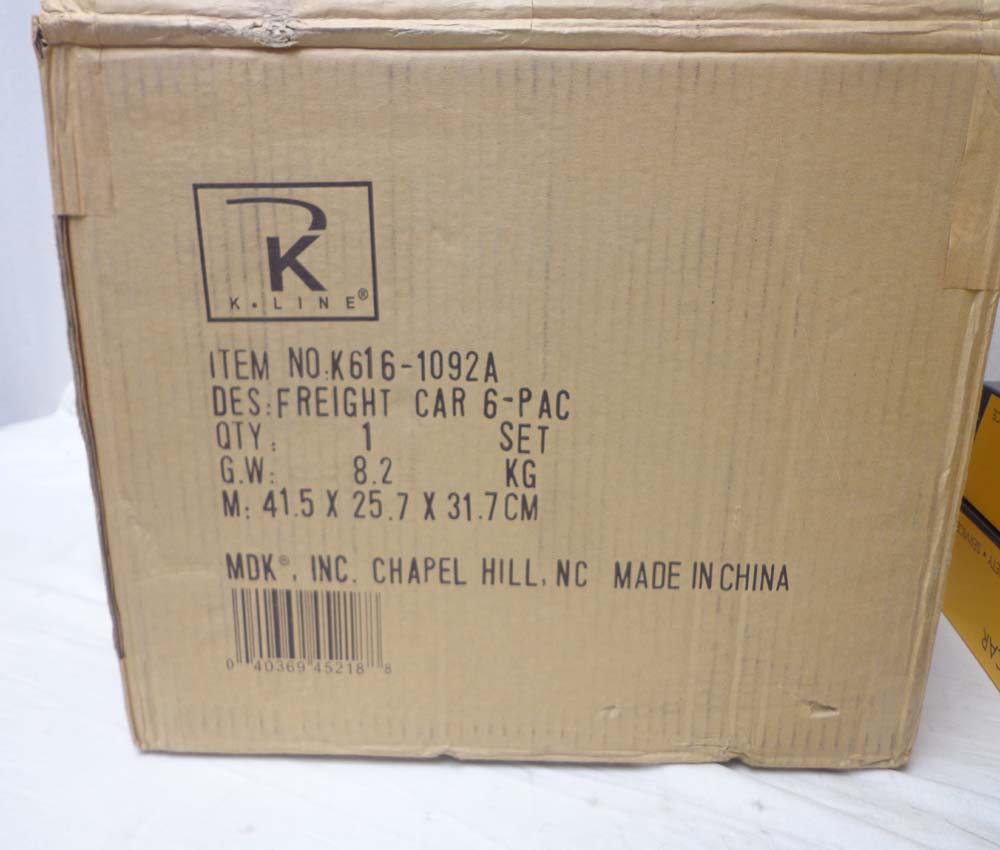 K
K•LINE®
ITEM NO.:K616-1092A
DES:FREIGHT CAR 6-PAC
QTY: 1 SET
G.W: 8.2 KG
M: 41.5 X 25.7 X 31.7CM
MDK®, INC. CHAPEL HILL, NC MADE IN CHINA
0 40369 45218 8